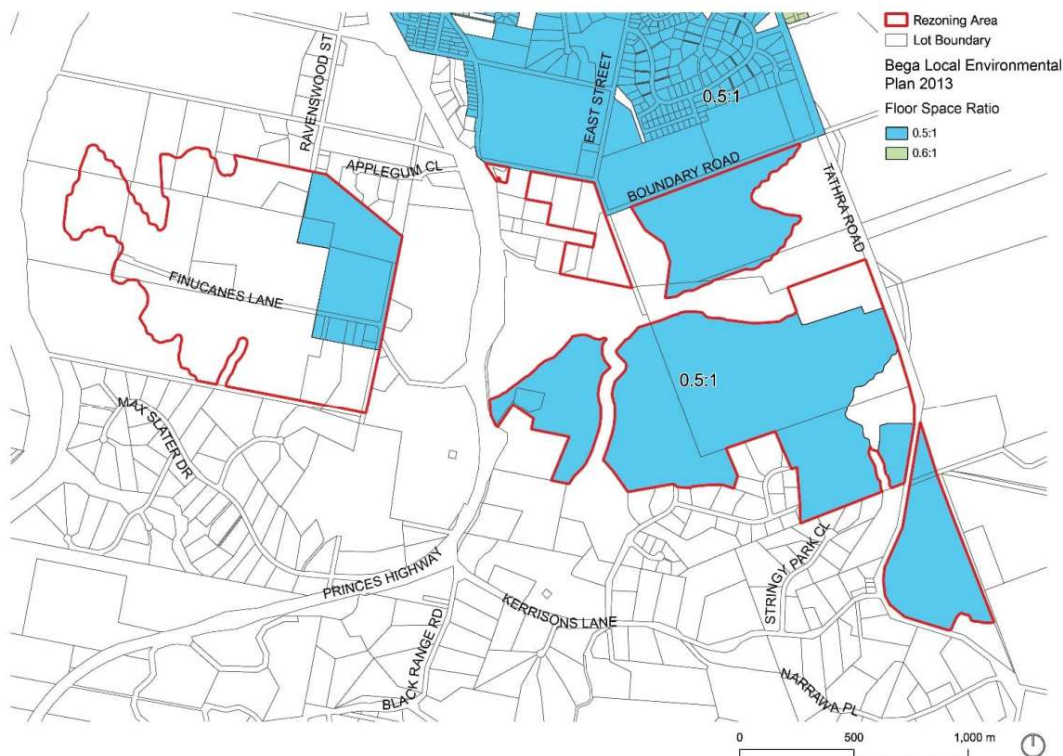 Rezoning Area
Lot Boundary
Bega Local Environmental
Plan 2013
Floor Space Ratio
0.5:1
0.6:1
RAVENSWOOD ST
EAST STREET
0.5:1
APPLEGUM CL
BOUNDARY ROAD
TATHRA ROAD
FINUCANES LANE
0.5:1
MAX SLATER DR
PRINCES HIGHWAY
STRINGY PARK CL
KERRISONS LANE
BLACK RANGE RD
NARRAWA PL
0 500 1,000 m